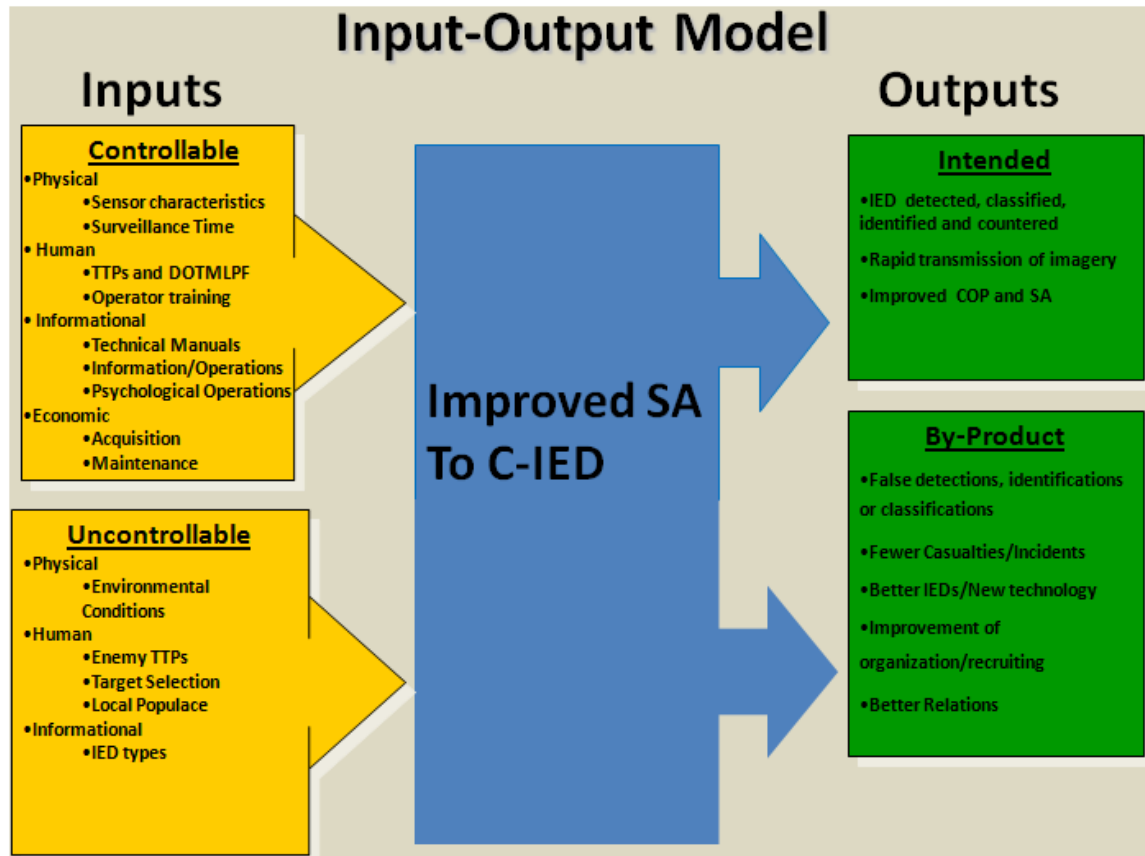 Input-Output Model
Inputs
Outputs
Controllable
•Physical
•Sensor characteristics
•Surveillance Time
• Human
•TTPs and DOTMLPF
•Operator training
• Informational
•Technical Manuals
•Information/Operations
•Psychological Operations
•Economic
•Acquisition
•Maintenance
Uncontrollable
•Physical
•Environmental
Conditions
•Human
•Enemy TTPs
•Target Selection
•Local Populace
•Informational
•IED types
Improved SA
To C-IED
Intended
•IED detected, classified,
identified and countered
•Rapid transmission of imagery
•Improved COP and SA
By-Product
•False detections, identifications
or classifications
•Fewer Casualties/Incidents
•Better IEDs/New technology
•Improvement of
organization/recruiting
•Better Relations